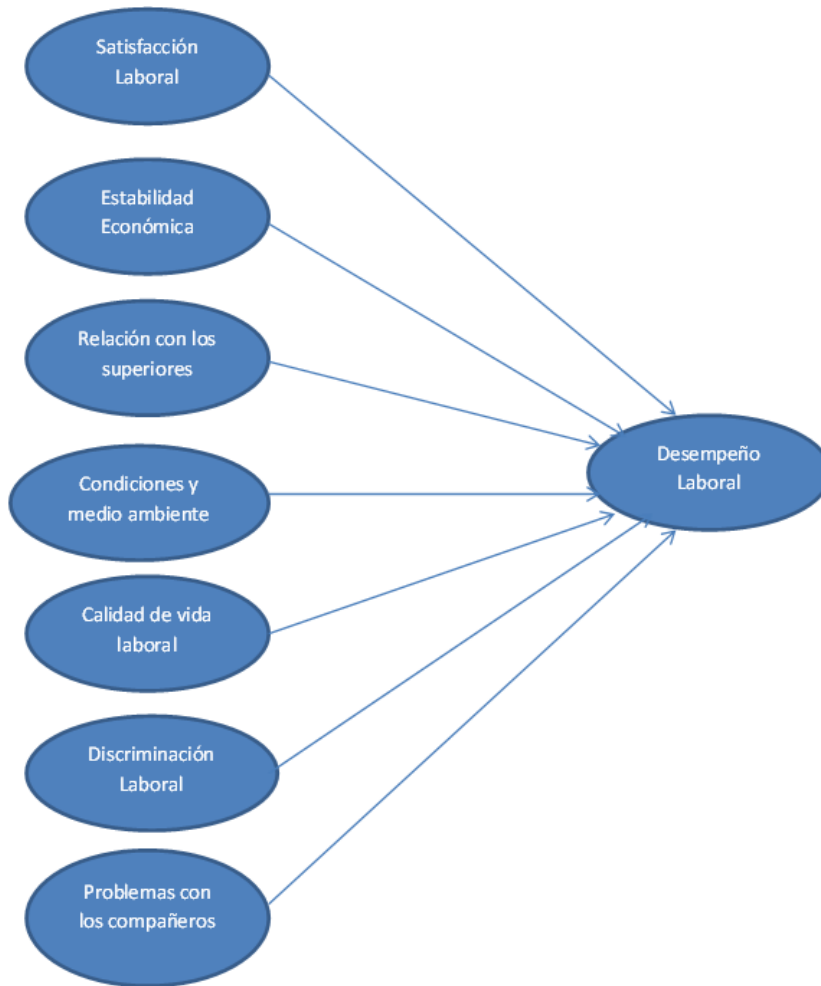 Satisfacción
Laboral
Estabilidad
Económica
Relación con los
superiores
Condiciones y
medio ambiente
Calidad de vida
laboral
Discriminación
Laboral
Problemas con
los compañeros
Desempeño
Laboral